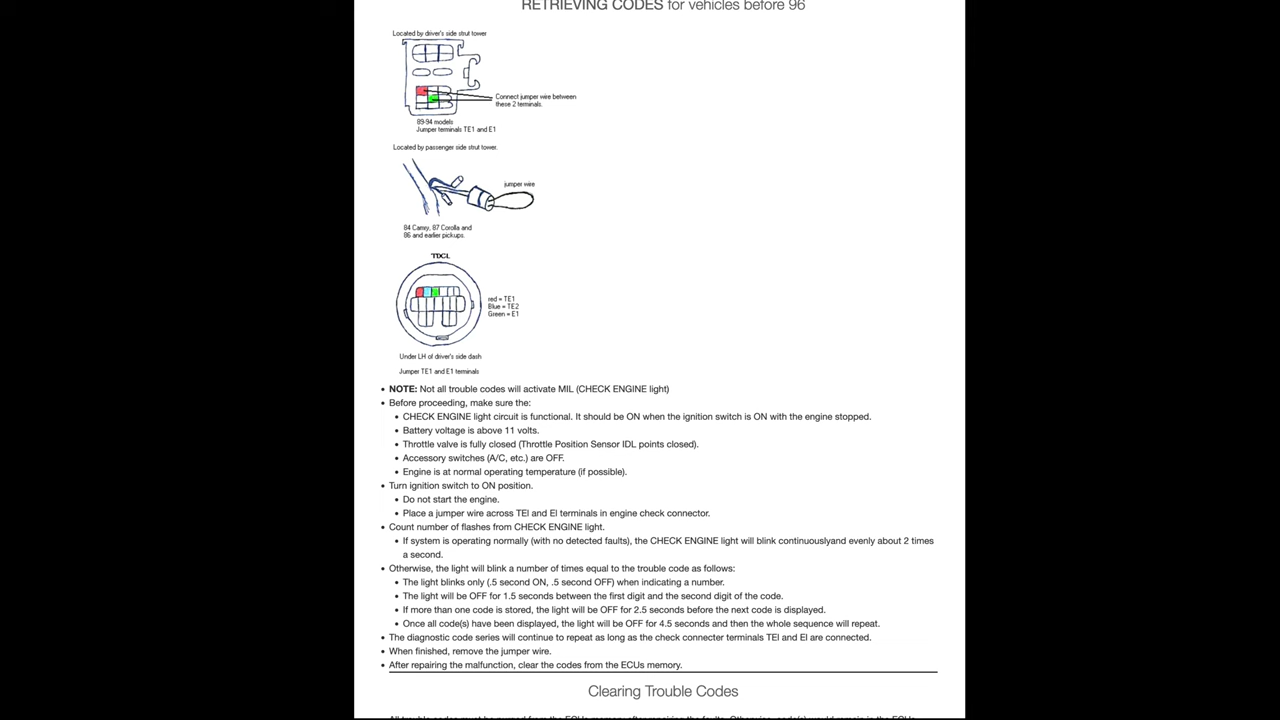 RETRIEVING CODES for vehicles before 96
Located by driver's side strut tower
Connect jumper wire between
these 2 terminals.
89-94 models
Jumper terminals TE1 and E1
Located by passenger side strut tower.
jumper wire
84 Camry, 87 Corolla and
86 and earlier pickups.
TDCL
red = TE1
Blue = TE2
Green = E1
Under LH of driver's side dash
Jumper TE1 and E1 terminals
• NOTE: Not all trouble codes will activate MIL (CHECK ENGINE light)
• Before proceeding, make sure the:
• CHECK ENGINE light circuit is functional. It should be ON when the ignition switch is ON with the engine stopped.
• Battery voltage is above 11 volts.
• Throttle valve is fully closed (Throttle Position Sensor IDL points closed).
• Accessory switches (A/C, etc.) are OFF.
• Engine is at normal operating temperature (if possible).
• Turn ignition switch to ON position.
• Do not start the engine.
• Place a jumper wire across TEl and El terminals in engine check connector.
• Count number of flashes from CHECK ENGINE light.
• If system is operating normally (with no detected faults), the CHECK ENGINE light will blink continuouslyand evenly about 2 times
a second.
• Otherwise, the light will blink a number of times equal to the trouble code as follows:
• The light blinks only (.5 second ON, .5 second OFF) when indicating a number.
• The light will be OFF for 1.5 seconds between the first digit and the second digit of the code.
• If more than one code is stored, the light will be OFF for 2.5 seconds before the next code is displayed.
• Once all code(s) have been displayed, the light will be OFF for 4.5 seconds and then the whole sequence will repeat.
• The diagnostic code series will continue to repeat as long as the check connecter terminals TEl and El are connected.
• When finished, remove the jumper wire.
• After repairing the malfunction, clear the codes from the ECUs memory.
Clearing Trouble Codes